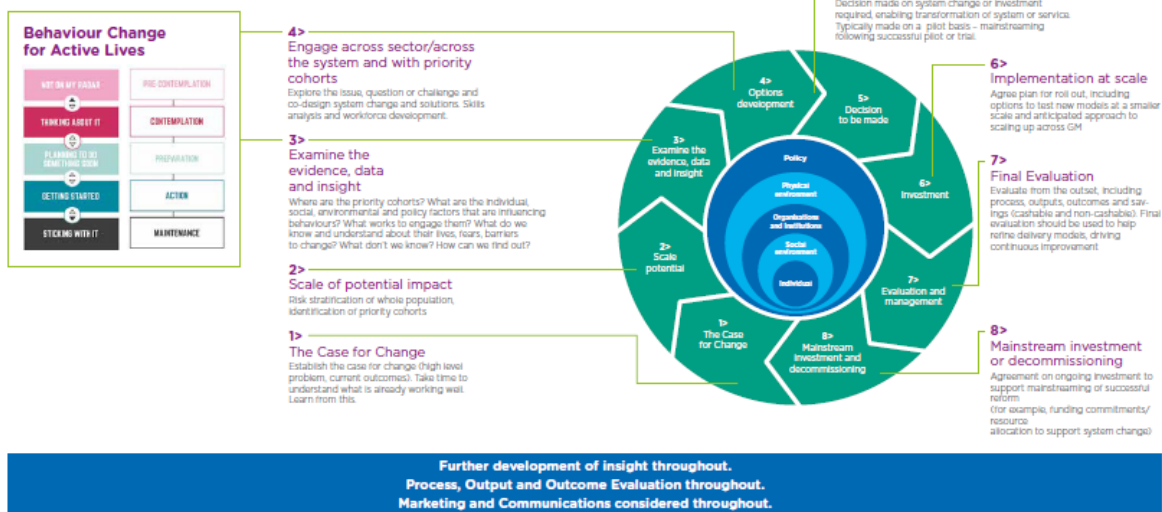 Behaviour Change
for Active Lives
NOT ON MY RADAR
PRE-CONTEMPLATION
THINKING ABOUT IT
CONTEMPLATION
PLANNING TO DO
SOMETHING SOON
PREPARATION
GETTING STARTED
ACTION
STICKING WITH IT
MAINTENANCE
4>
Engage across sector/across
the system and with priority
cohorts
Explore the issue, question or challenge and
co-design system change and solutions. Skills
analysis and workforce development.
3>
Examine the
evidence, data
and insight
Where are the priority cohorts? What are the individual,
social, environmental and policy factors that are influencing
behaviours? What works to engage them? What do we
know and understand about their lives, fears, barriers
to change? What don't we know? How can we find out?
2>
Scale of potential impact
Risk stratification of whole population,
identification of priority cohorts
1>
The Case for Change
Establish the case for change (high level
problem, current outcomes). Take time to
understand what is already working well.
Learn from this.
Decision made on system change or investment
required, enabling transformation of system or service.
Typically made on a pilot basis – mainstreaming
following successful pilot or trial.
4>
Options
development
5>
Decision
to be made
3>
Examine the
evidence, data
and insight
6>
Investment
2>
Scale
potential
7>
Evaluation and
management
1>
The Case
for Change
8>
Mainstream
investment and
decommissioning
Policy
Physical
environment
Organisations
and institutions
Social
environment
Individual
6>
Implementation at scale
Agree plan for roll out, including
options to test new models at a smaller
scale and anticipated approach to
scaling up across GM
7>
Final Evaluation
Evaluate from the outset, including
process, outputs, outcomes and sav-
ings (cashable and non-cashable). Final
evaluation should be used to help
refine delivery models, driving
continuous improvement
8>
Mainstream investment
or decommissioning
Agreement on ongoing investment to
support mainstreaming of successful
reform
(for example, funding commitments/
resource
allocation to support system change)
Further development of insight throughout.
Process, Output and Outcome Evaluation throughout.
Marketing and Communications considered throughout.